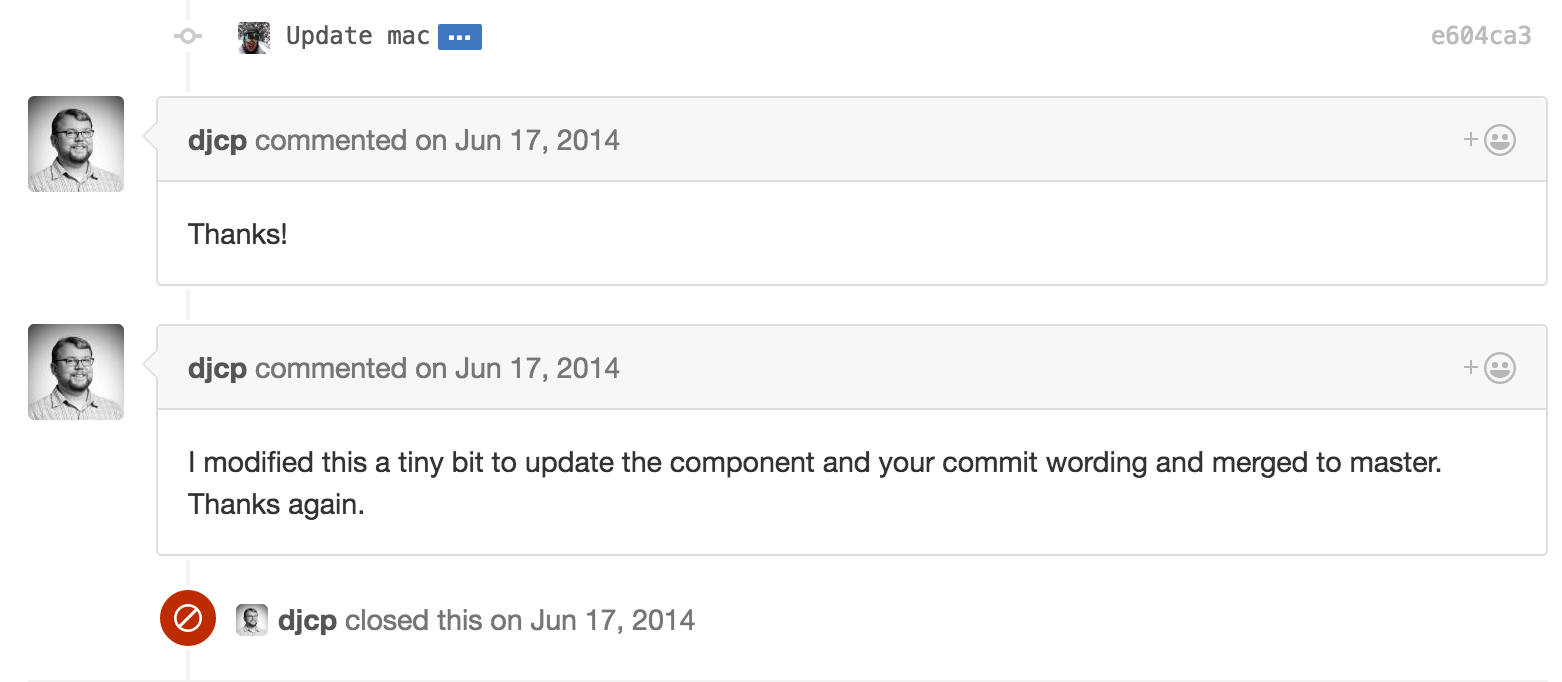 Update mac …
e604ca3
djcp commented on Jun 17, 2014
Thanks!
djcp commented on Jun 17, 2014
I modified this a tiny bit to update the component and your commit wording and merged to master.
Thanks again.
djcp closed this on Jun 17, 2014